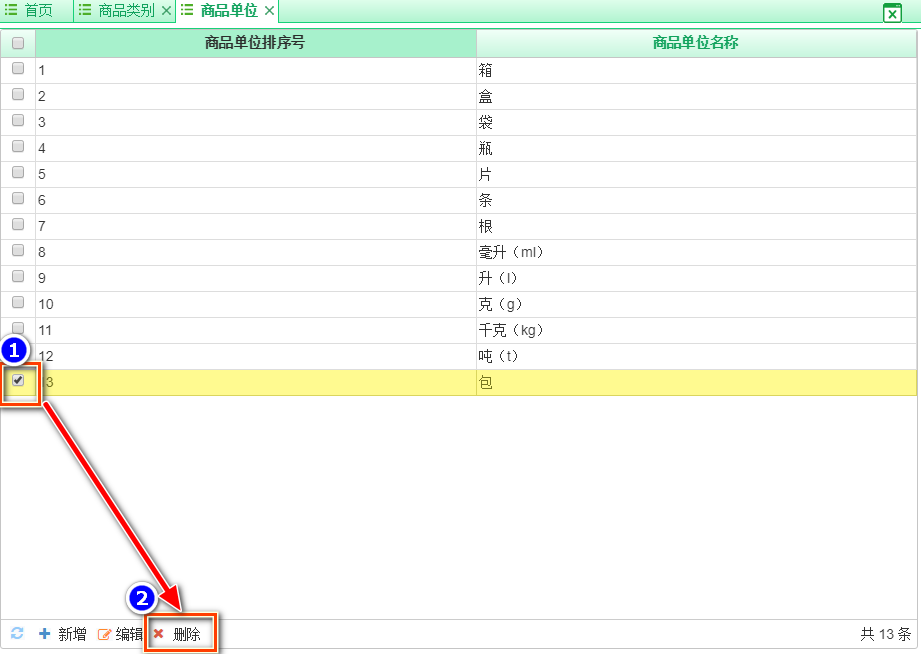 首页 商品类别 商品单位
商品单位排序号 商品单位名称
1 箱
2 盒
3 袋
4 瓶
5 片
6 条
7 根
8 毫升（ml）
9 升（l）
10 克（g）
11 千克（kg）
1
12 吨（t）
13 包
2
新增 编辑 删除 共 13 条